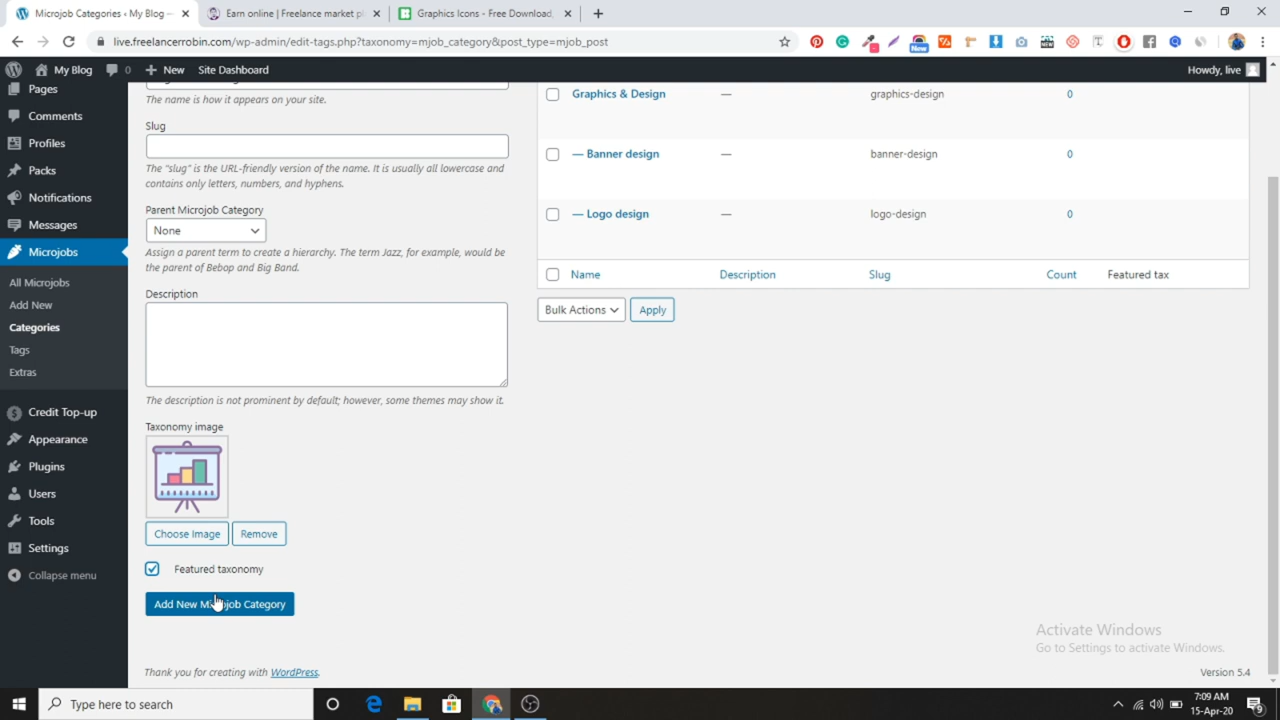 Microjob Categories ‹ My Blog —
Earn online | Freelance market pl
Graphics Icons - Free Download,
live.freelancerrobin.com/wp-admin/edit-tags.php?taxonomy=mjob_category&post_type=mjob_post
New
NEW
My Blog
0
New
Site Dashboard
Howdy, live
Pages
Comments
Profiles
Packs
Notifications
Messages
Microjobs
All Microjobs
Add New
Categories
Tags
Extras
Credit Top-up
Appearance
Plugins
Users
Tools
Settings
Collapse menu
The name is how it appears on your site.
Slug
The "slug" is the URL-friendly version of the name. It is usually all lowercase and
contains only letters, numbers, and hyphens.
Parent Microjob Category
None
Assign a parent term to create a hierarchy. The term Jazz, for example, would be
the parent of Bebop and Big Band.
Description
The description is not prominent by default; however, some themes may show it.
Taxonomy image
Choose Image
Remove
Featured taxonomy
Add New Microjob Category
Graphics & Design — graphics-design 0
— Banner design — banner-design 0
— Logo design — logo-design 0
Name Description Slug Count Featured tax
Bulk Actions
Apply
Activate Windows
Go to Settings to activate Windows.
Thank you for creating with WordPress.
Version 5.4
Type here to search
7:09 AM
15-Apr-20
9